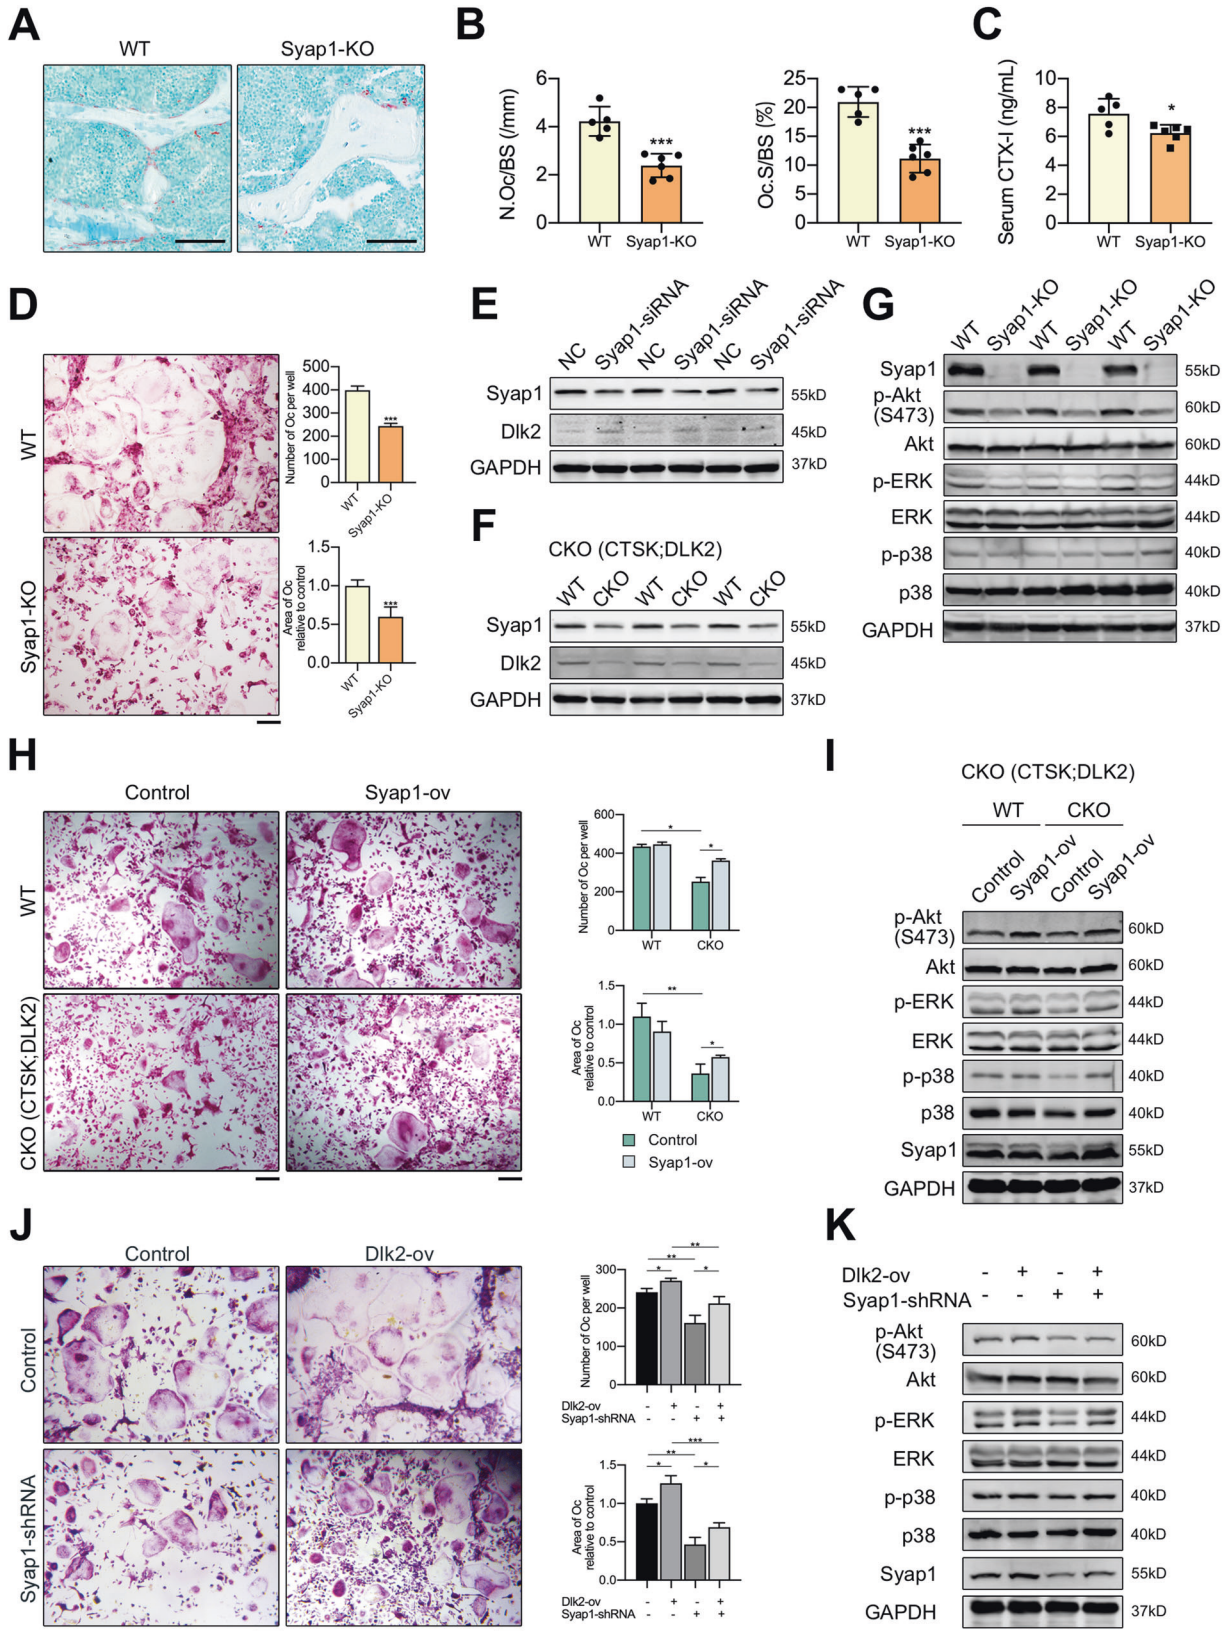 A
WT
Syap1-KO
B
N.Oc/BS (/mm)
6
4
2
0
***
WT
Syap1-KO
Oc.S/BS (%)
25
20
15
10
5
0
***
WT
Syap1-KO
C
Serum CTX-I (ng/mL)
10
8
6
4
2
0
*
WT
Syap1-KO
D
WT
Syap1-KO
Number of Oc per well
500
400
300
200
100
0
***
WT
Syap1-KO
Area of Oc
relative to control
1.5
1.0
0.5
0.0
***
WT
Syap1-KO
E
NC Syap1-siRNA NC Syap1-siRNA NC Syap1-siRNA
Syap1 55kD
Dlk2 45kD
GAPDH 37kD
F
CKO (CTSK;DLK2)
WT CKO WT CKO WT CKO
Syap1 55kD
Dlk2 45kD
GAPDH 37kD
G
WT Syap1-KO WT Syap1-KO WT Syap1-KO
Syap1 55kD
p-Akt
(S473) 60kD
Akt 60kD
p-ERK 44kD
ERK 44kD
p-p38 40kD
p38 40kD
GAPDH 37kD
H
Control
Syap1-ov
WT
CKO (CTSK;DLK2)
Number of Oc per well
600
400
200
0
*
*
WT
CKO
Area of Oc
relative to control
1.5
1.0
0.5
0.0
**
*
WT
CKO
Control
Syap1-ov
I
CKO (CTSK;DLK2)
WT CKO
Control Syap1-ov Control Syap1-ov
p-Akt
(S473) 60kD
Akt 60kD
p-ERK 44kD
ERK 44kD
p-p38 40kD
p38 40kD
Syap1 55kD
GAPDH 37kD
J
Control
Dlk2-ov
Control
Syap1-shRNA
Number of Oc per well
300
200
100
0
**
**
* *
Dlk2-ov - + - +
Syap1-shRNA - - + +
Area of Oc
relative to control
1.5
1.0
0.5
0.0
***
**
* *
Dlk2-ov - + - +
Syap1-shRNA - - + +
K
Dlk2-ov - + - +
Syap1-shRNA - - + +
p-Akt
(S473) 60kD
Akt 60kD
p-ERK 44kD
ERK 44kD
p-p38 40kD
p38 40kD
Syap1 55kD
GAPDH 37kD